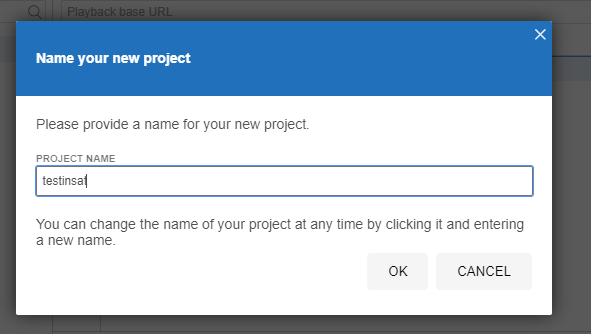 Playback base URL
Name your new project
Please provide a name for your new project.
PROJECT NAME
testinsat
You can change the name of your project at any time by clicking it and entering
a new name.
OK
CANCEL